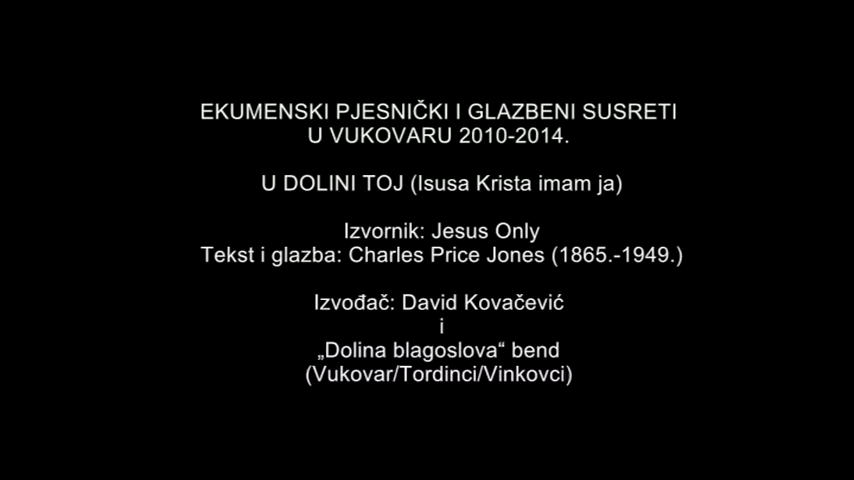 EKUMENSKI PJESNIČKI I GLAZBENI SUSRETI
U VUKOVARU 2010-2014.
U DOLINI TOJ (Isusa Krista imam ja)
Izvornik: Jesus Only
Tekst i glazba: Charles Price Jones (1865.-1949.)
Izvođač: David Kovačević
i
„Dolina blagoslova“ bend
(Vukovar/Tordinci/Vinkovci)